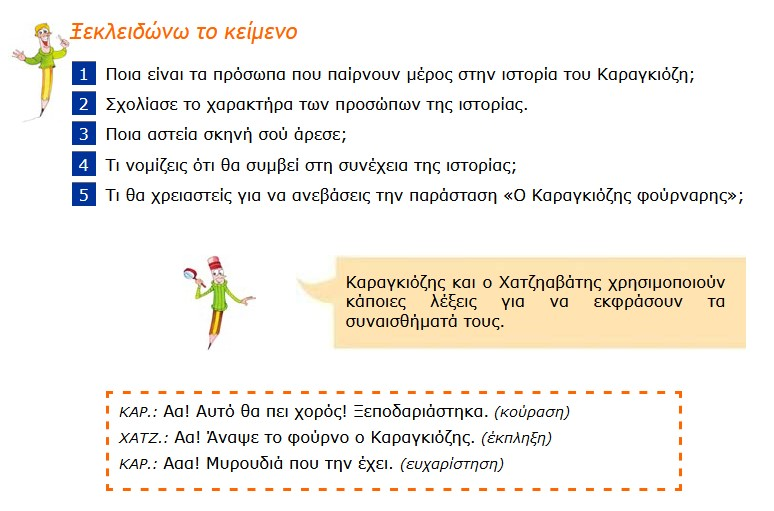 Ξεκλειδώνω το κείμενο
1 Ποια είναι τα πρόσωπα που παίρνουν μέρος στην ιστορία του Καραγκιόζη;
2 Σχολίασε το χαρακτήρα των προσώπων της ιστορίας.
3 Ποια αστεία σκηνή σού άρεσε;
4 Τι νομίζεις ότι θα συμβεί στη συνέχεια της ιστορίας;
5 Τι θα χρειαστείς για να ανεβάσεις την παράσταση «Ο Καραγκιόζης φούρναρης»;
Καραγκιόζης και ο Χατζηαβάτης χρησιμοποιούν
κάποιες λέξεις για να εκφράσουν τα
συναισθήματά τους.
ΚΑΡ.: Αα! Αυτό θα πει χορός! Ξεποδαριάστηκα. (κούραση)
ΧΑΤΖ.: Αα! Άναψε το φούρνο ο Καραγκιόζης. (έκπληξη)
ΚΑΡ.: Ααα! Μυρουδιά που την έχει. (ευχαρίστηση)